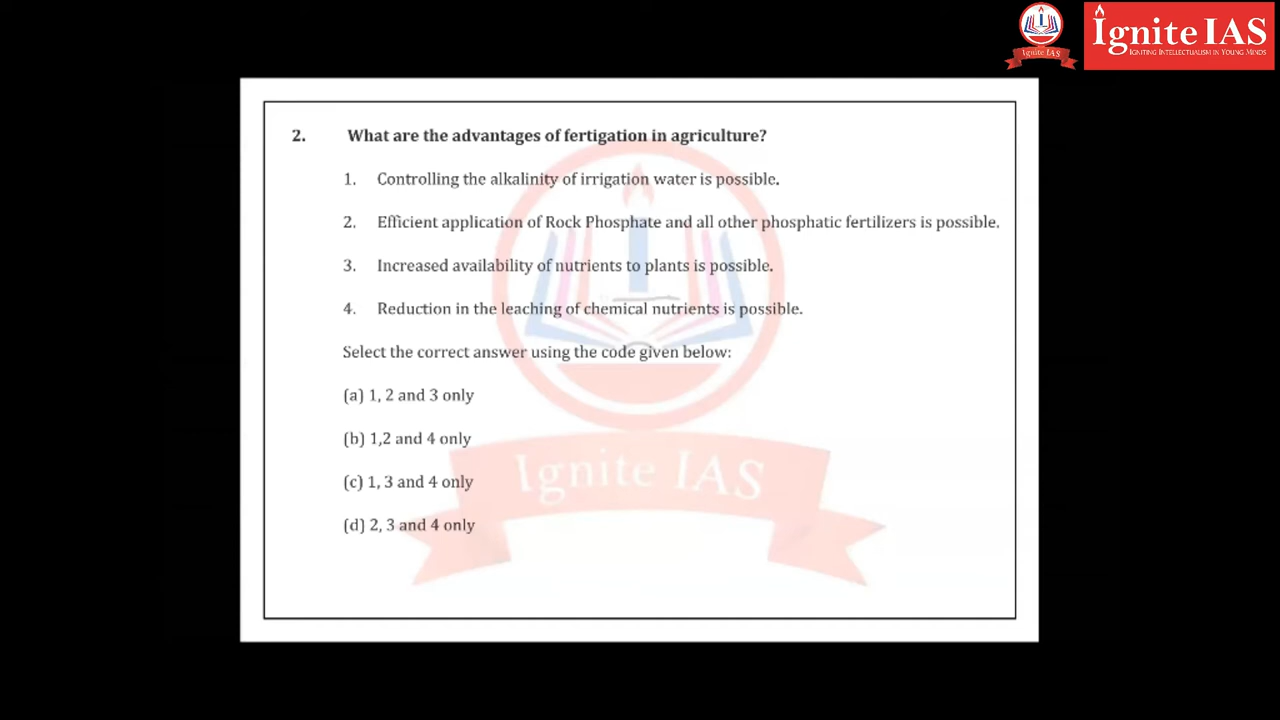 Ignite IAS
Ignite IAS
IGNITING INTELLECTUALISM IN YOUNG MINDS
2. What are the advantages of fertigation in agriculture?
1. Controlling the alkalinity of irrigation water is possible.
2. Efficient application of Rock Phosphate and all other phosphatic fertilizers is possible.
3. Increased availability of nutrients to plants is possible.
4. Reduction in the leaching of chemical nutrients is possible.
Select the correct answer using the code given below:
(a) 1, 2 and 3 only
(b) 1,2 and 4 only
(c) 1, 3 and 4 only
Ignite IAS
(d) 2, 3 and 4 only